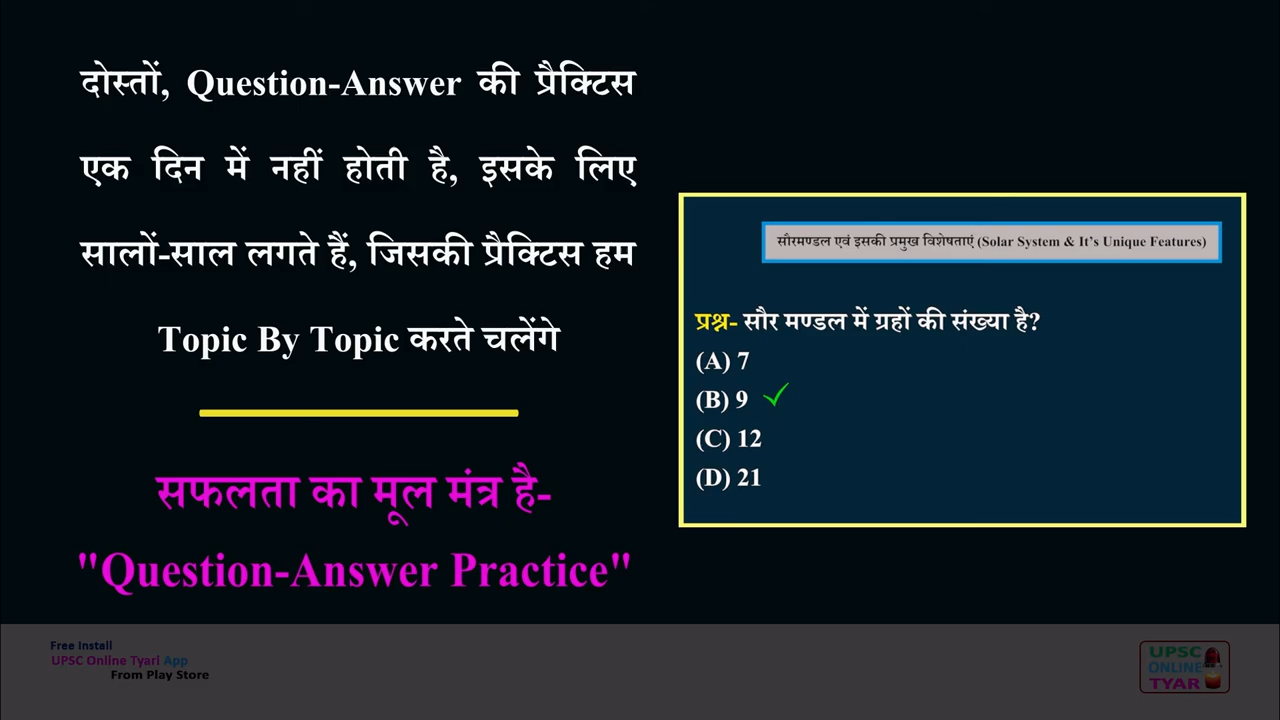 दोस्तों, Question-Answer की प्रैक्टिस
एक दिन में नहीं होती है, इसके लिए
सालों-साल लगते हैं, जिसकी प्रैक्टिस हम
Topic By Topic करते चलेंगे
सफलता का मूल मंत्र है-
"Question-Answer Practice"
सौरमण्डल एवं इसकी प्रमुख विशेषताएं (Solar System & It's Unique Features)
प्रश्न- सौर मण्डल में ग्रहों की संख्या है?
(A) 7
(B) 9
(C) 12
(D) 21
Free Install
UPSC Online Tyari App
From Play Store
UPSC
ONLINE
TYAR